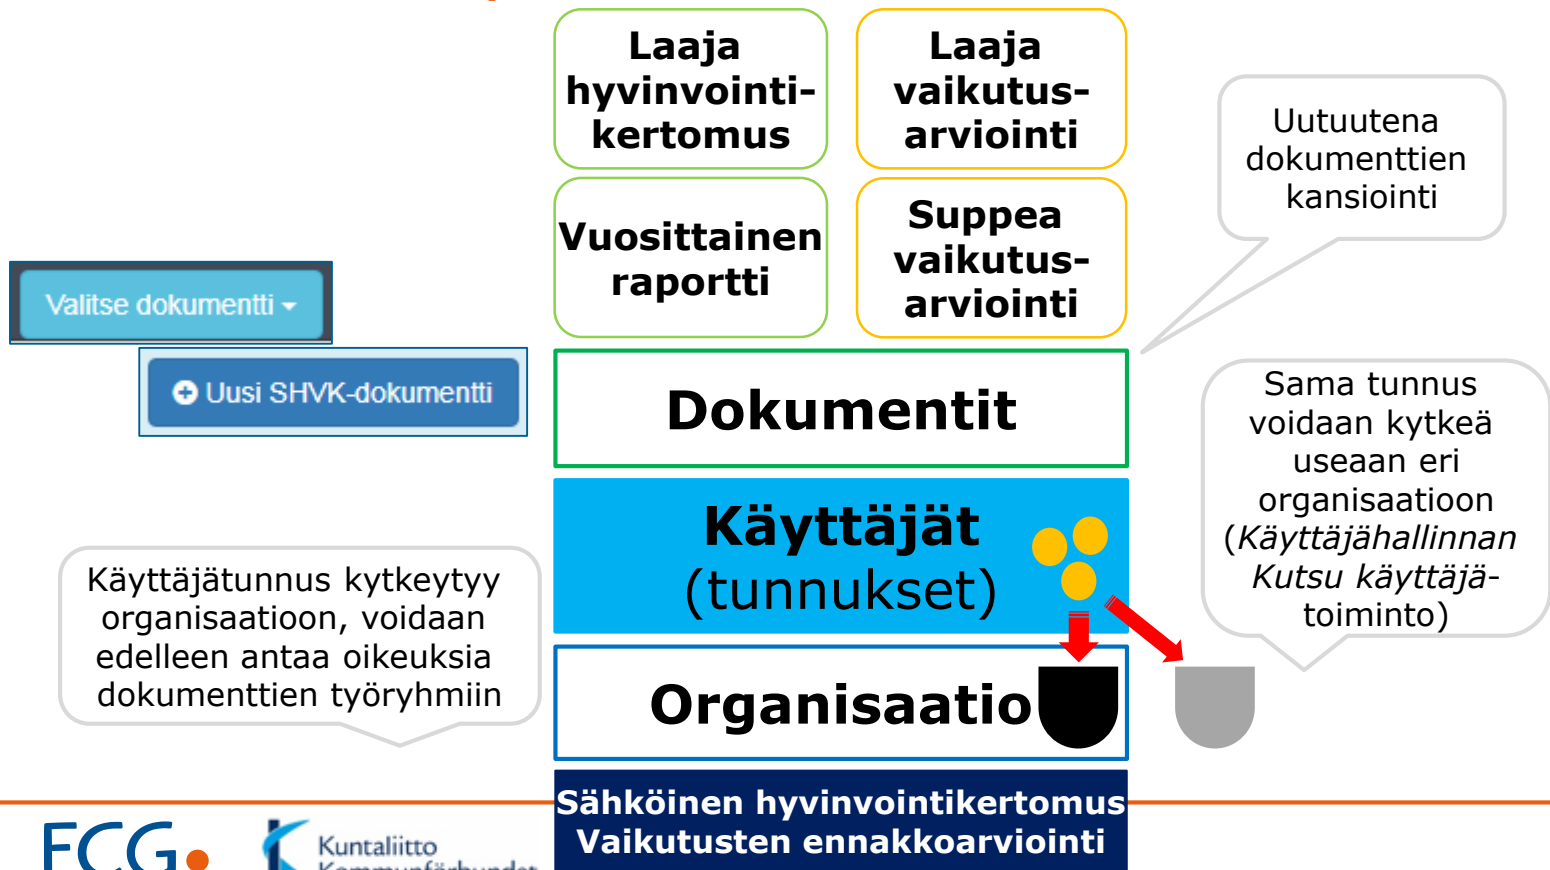 Laaja
hyvinvointi-
kertomus
Laaja
vaikutus-
arviointi
Uutuutena
dokumenttien
kansiointi
Vuosittainen
raportti
Suppea
vaikutus-
arviointi
Valitse dokumentti
Uusi SHVK-dokumentti
Dokumentit
Sama tunnus
voidaan kytkeä
useaan eri
organisaatioon
(Käyttäjähallinnan
Kutsu käyttäjä-
toiminto)
Käyttäjät
(tunnukset)
Käyttäjätunnus kytkeytyy
organisaatioon, voidaan
edelleen antaa oikeuksia
dokumenttien työryhmiin
Organisaatio
Sähköinen hyvinvointikertomus
Vaikutusten ennakkoarviointi
FCG
Kuntaliitto
Kommunförbundet